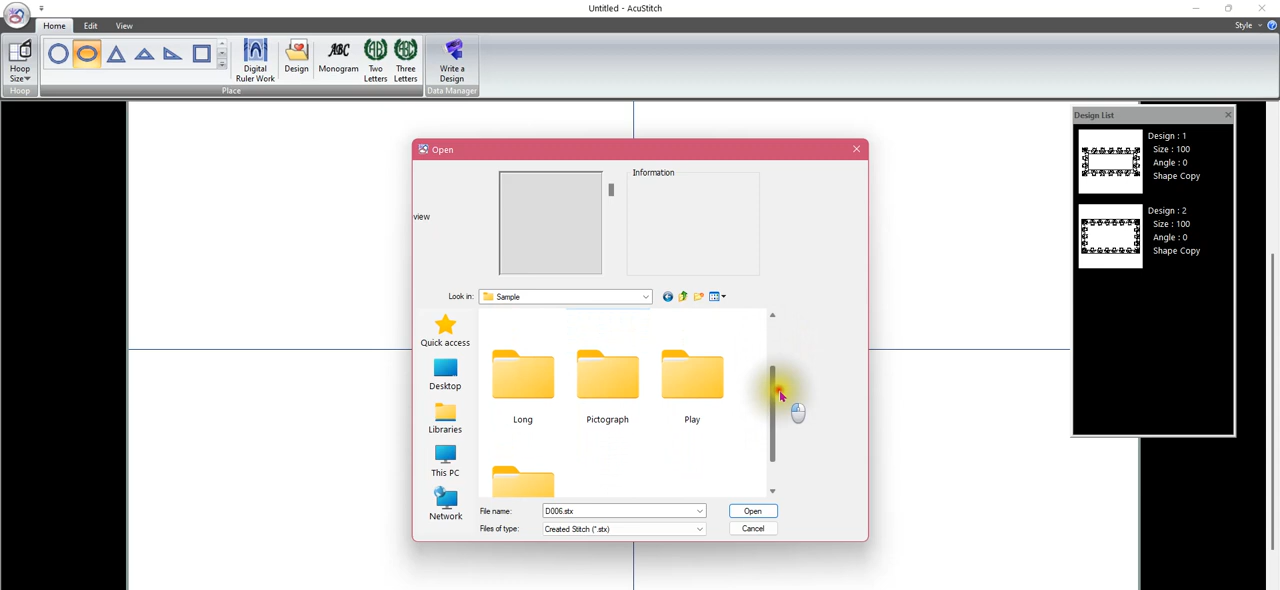 Untitled - AcuStitch
Home Edit View Style
Hoop Size
Digital Ruler Work
Design
ABC Monogram
Two Letters
Three Letters
Write a Design
Hoop Place Data Manager
Design List
Design : 1
Size : 100
Angle : 0
Shape Copy
Design : 2
Size : 100
Angle : 0
Shape Copy
Open
Information
view
Look in: Sample
Quick access
Desktop
Libraries
This PC
Network
Long Pictograph Play
File name: D006.stx Open
Files of type: Created Stitch (*.stx) Cancel